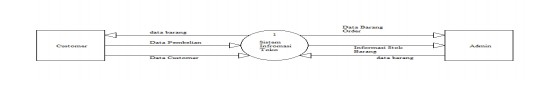 data barang
Data Barang
Order
1
Customer
Data Pembelian
Sistem
Infromasi
Toko
Informasi Stok
Barang
Admin
Data Customer
data barang